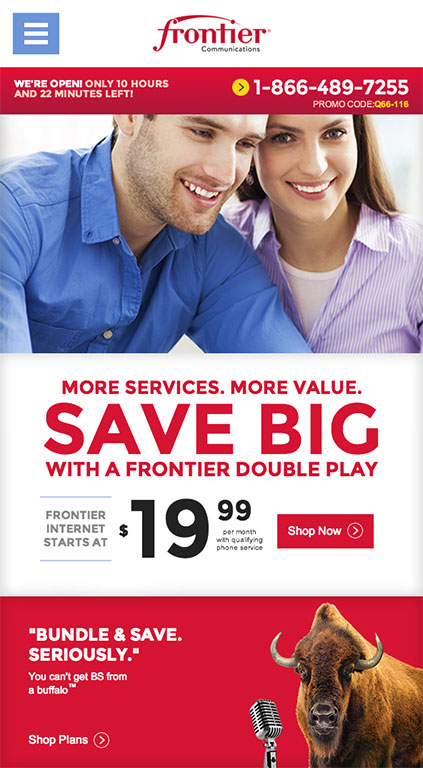 frontier®
Communications
WE'RE OPEN! ONLY 10 HOURS
AND 22 MINUTES LEFT!
1-866-489-7255
PROMO CODE:Q66-116
MORE SERVICES. MORE VALUE.
SAVE BIG
WITH A FRONTIER DOUBLE PLAY
FRONTIER
INTERNET
STARTS AT
$19.99
per month
with qualifying
phone service
Shop Now
"BUNDLE & SAVE.
SERIOUSLY."
You can't get BS from
a buffalo™
Shop Plans